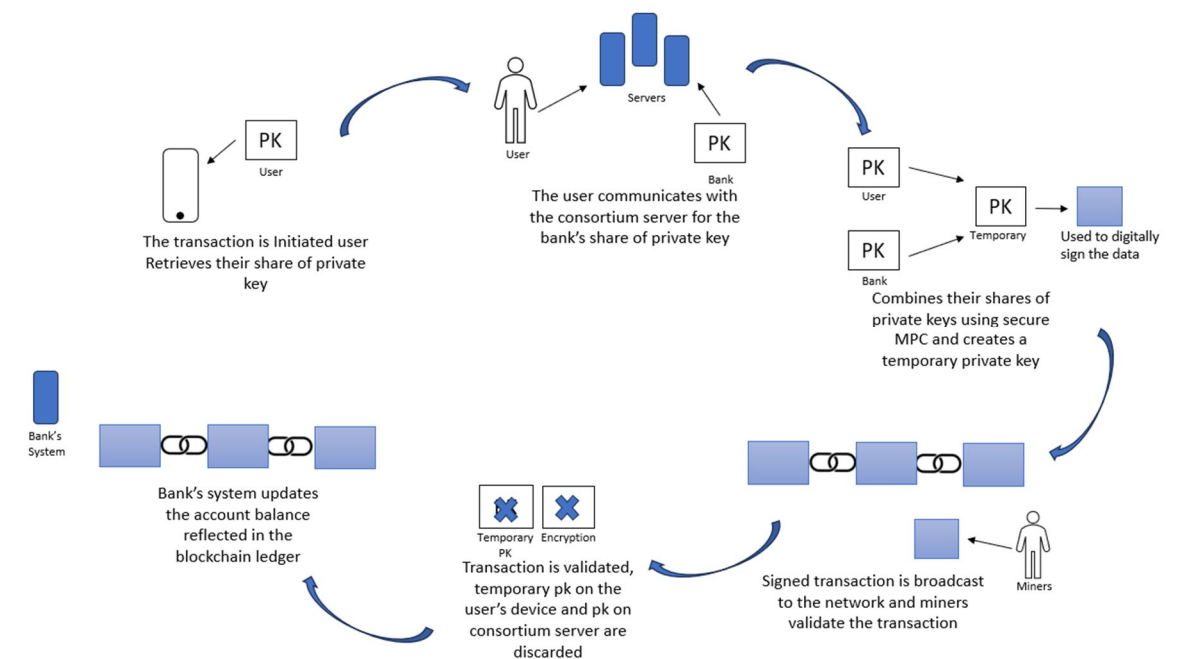 PK
User
The transaction is Initiated user
Retrieves their share of private
key
User
Servers
PK
Bank
The user communicates with
the consortium server for the
bank's share of private key
PK
User
PK
Bank
PK
Temporary
Used to digitally
sign the data
Combines their shares of
private keys using secure
MPC and creates a
temporary private key
Miners
Signed transaction is broadcast
to the network and miners
validate the transaction
Temporary
PK
Encryption
Transaction is validated,
temporary pk on the
user's device and pk on
consortium server are
discarded
Bank's
System
Bank's system updates
the account balance
reflected in the
blockchain ledger